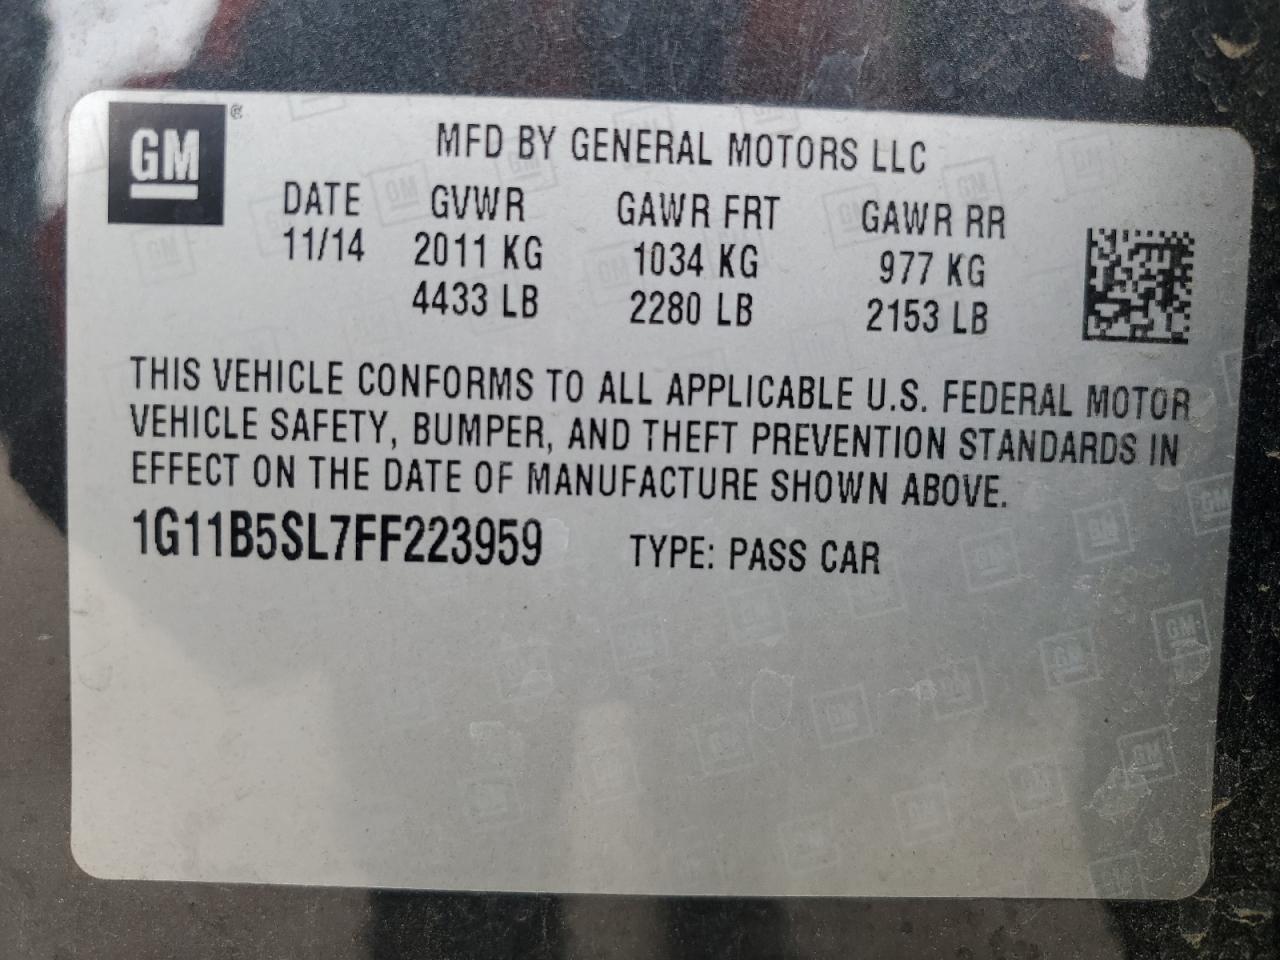 GM
MFD BY GENERAL MOTORS LLC
DATE GVWR GAWR FRT GAWR RR
11/14 2011 KG 1034 KG 977 KG
4433 LB 2280 LB 2153 LB
THIS VEHICLE CONFORMS TO ALL APPLICABLE U.S. FEDERAL MOTOR
VEHICLE SAFETY, BUMPER, AND THEFT PREVENTION STANDARDS IN
EFFECT ON THE DATE OF MANUFACTURE SHOWN ABOVE.
1G11B5SL7FF223959 TYPE: PASS CAR